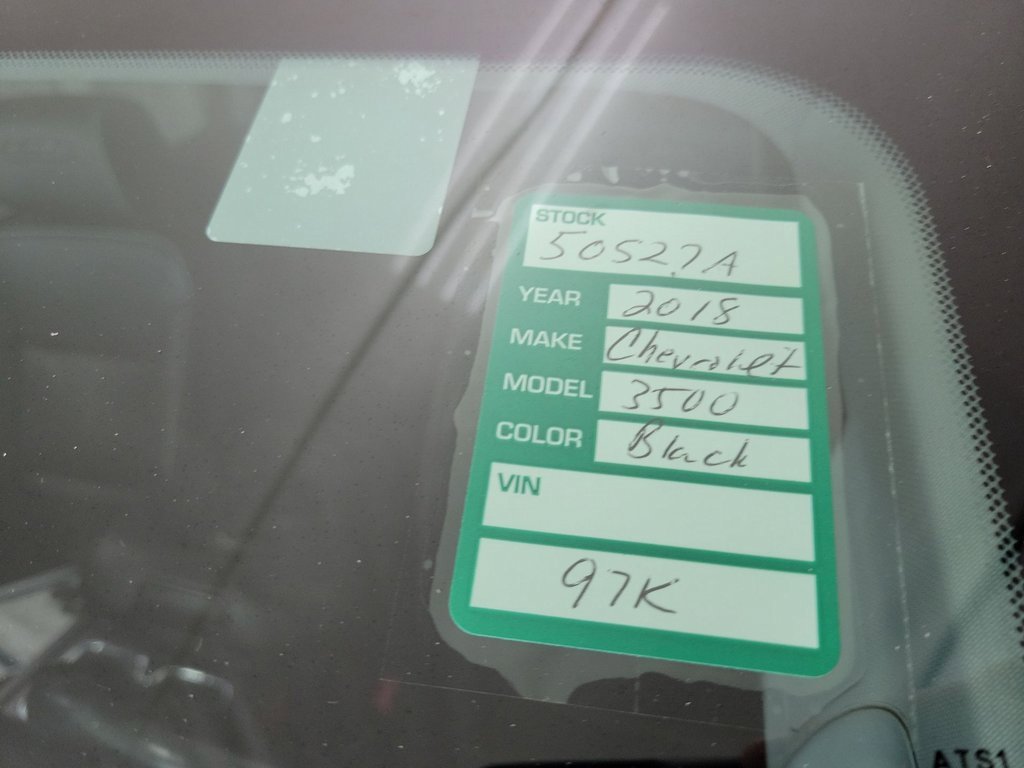 STOCK
50527A
YEAR 2018
MAKE Chevrolet
MODEL 3500
COLOR Black
VIN
97K
ATS1